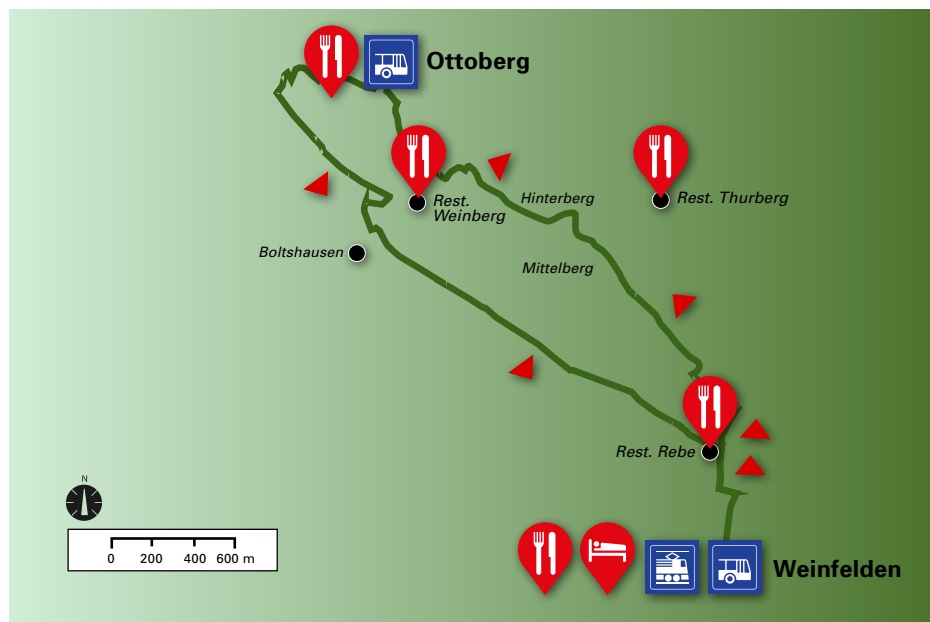 Ottoberg
Rest.
Weinberg
Hinterberg
Rest. Thurberg
Boltshausen
Mittelberg
Rest. Rebe
N
0 200 400 600 m
Weinfelden